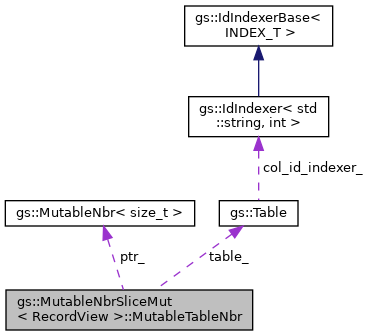 gs::IdIndexerBase<
INDEX_T >
gs::IdIndexer< std
::string, int >
col_id_indexer_
gs::MutableNbr< size_t >
gs::Table
ptr_
table_
gs::MutableNbrSliceMut
< RecordView >::MutableTableNbr